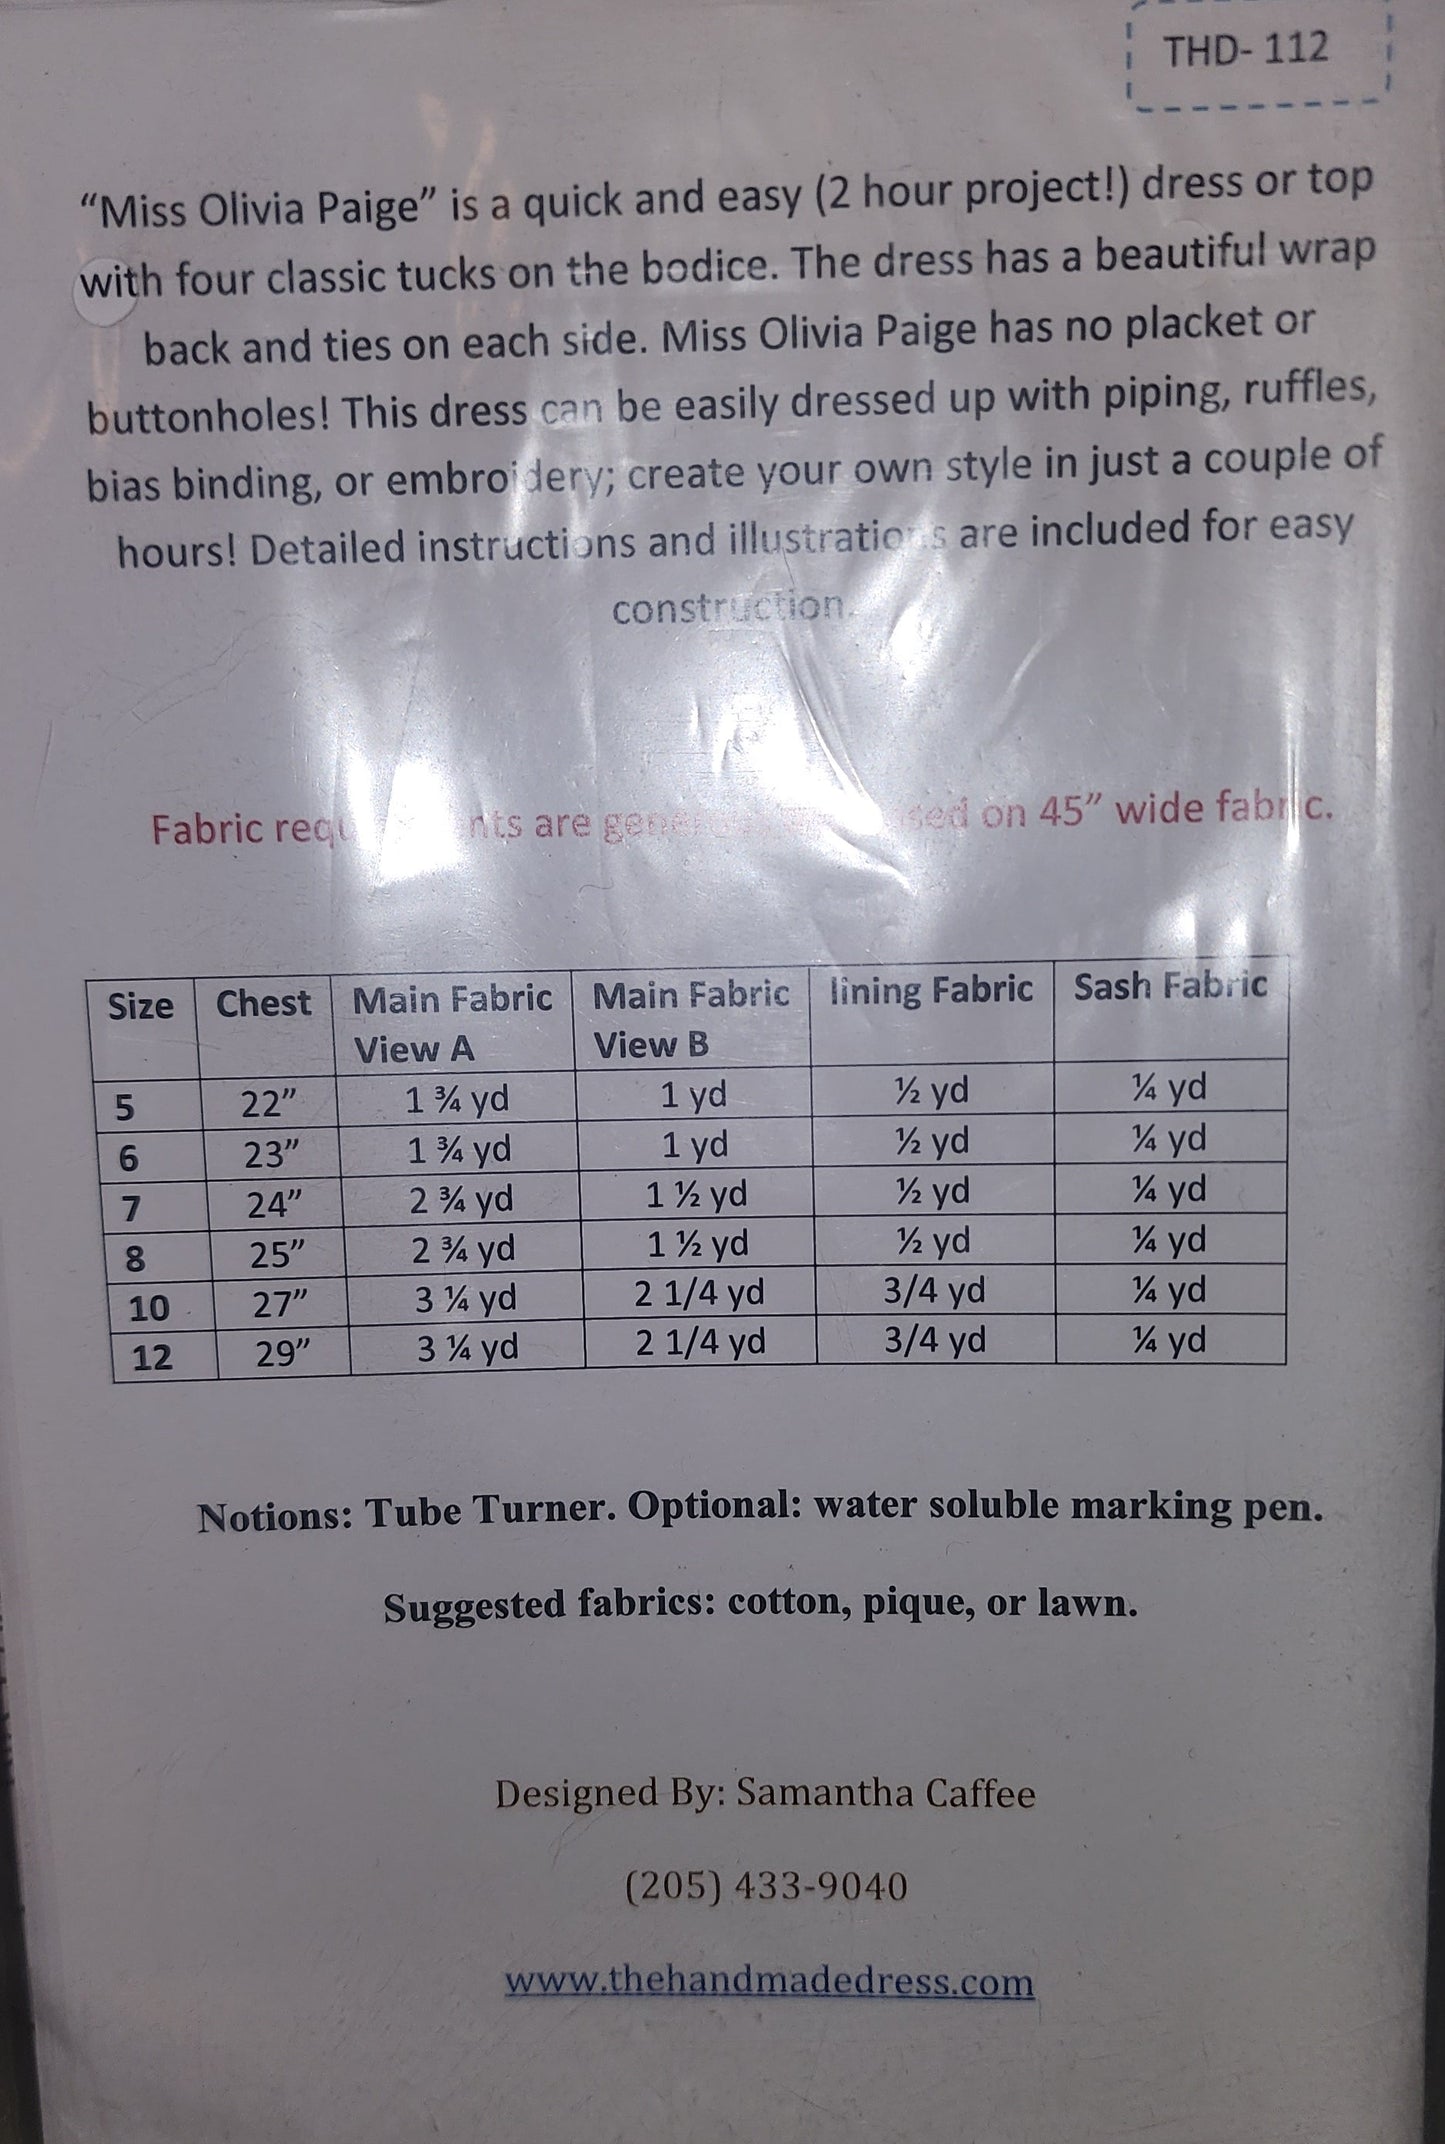 THD- 112
“Miss Olivia Paige” is a quick and easy (2 hour project!) dress or top
with four classic tucks on the bodice. The dress has a beautiful wrap
back and ties on each side. Miss Olivia Paige has no placket or
buttonholes! This dress can be easily dressed up with piping, ruffles,
bias binding, or embroidery; create your own style in just a couple of
hours! Detailed instructions and illustrations are included for easy
construction.
Fabric are on 45” wide fabric.
Size Chest Main Fabric View A Main Fabric View B lining Fabric Sash Fabric
5 22” 1 ¾ yd 1 yd ½ yd ¼ yd
6 23” 1 ¾ yd 1 yd ½ yd ¼ yd
7 24” 2 ¾ yd 1 ½ yd ½ yd ¼ yd
8 25” 2 ¾ yd 1 ½ yd ½ yd ¼ yd
10 27” 3 ¼ yd 2 1/4 yd 3/4 yd ¼ yd
12 29” 3 ¼ yd 2 1/4 yd 3/4 yd ¼ yd
Notions: Tube Turner. Optional: water soluble marking pen.
Suggested fabrics: cotton, pique, or lawn.
Designed By: Samantha Caffee
(205) 433-9040
www.thehandmadedress.com